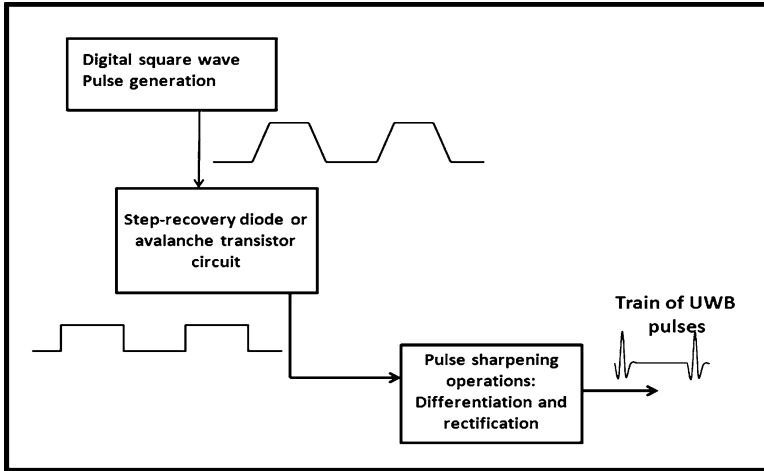 Digital square wave
Pulse generation
Step-recovery diode or
avalanche transistor
circuit
Train of UWB
pulses
Pulse sharpening
operations:
Differentiation and
rectification